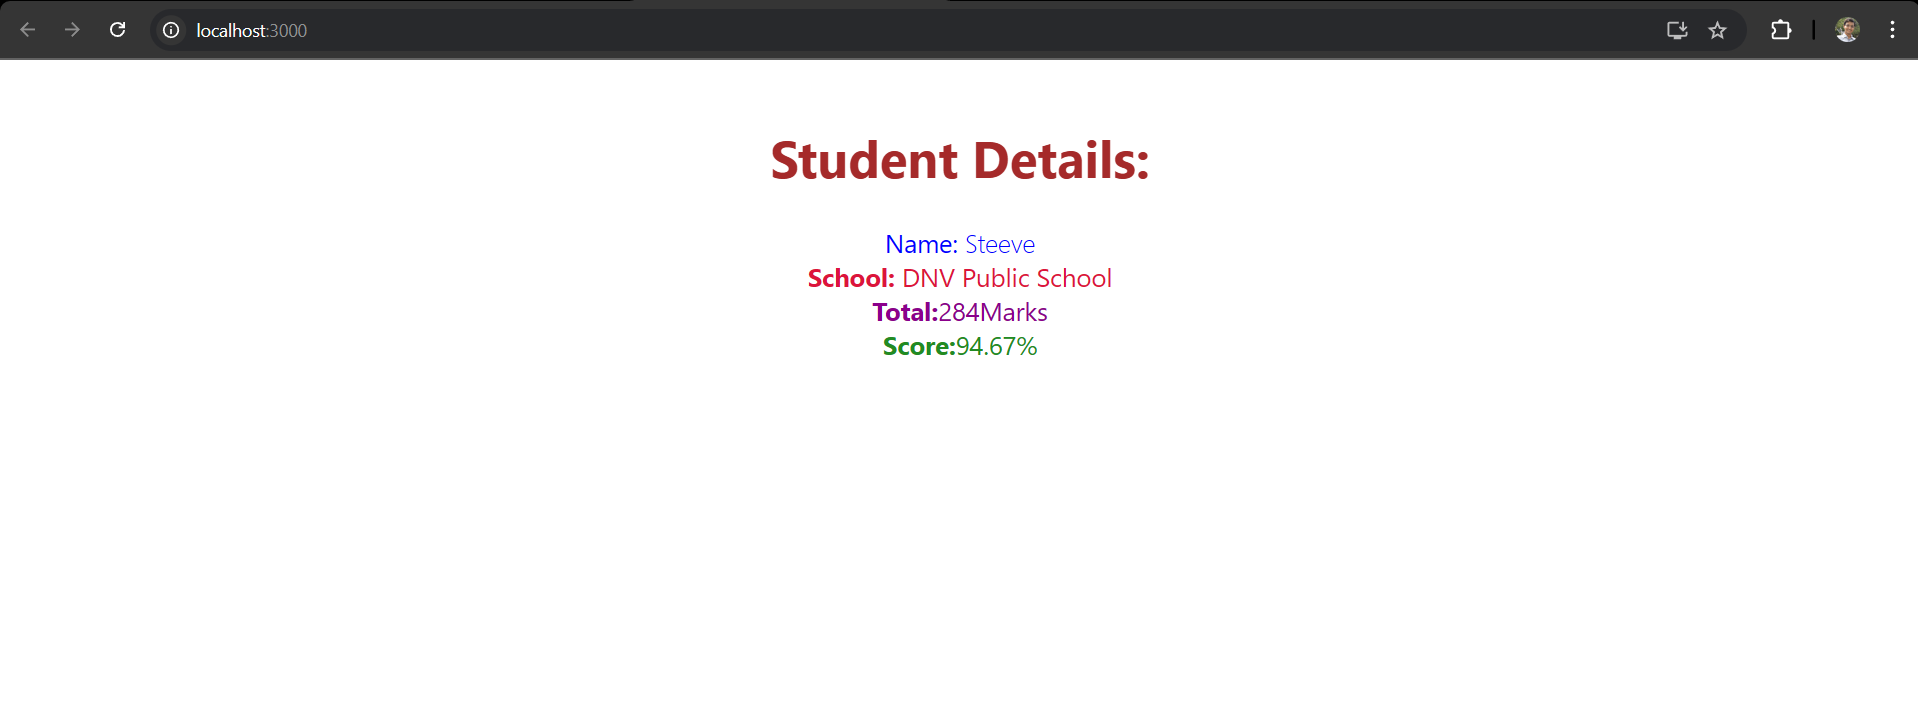 localhost:3000
Student Details:
Name: Steeve
School: DNV Public School
Total:284Marks
Score:94.67%